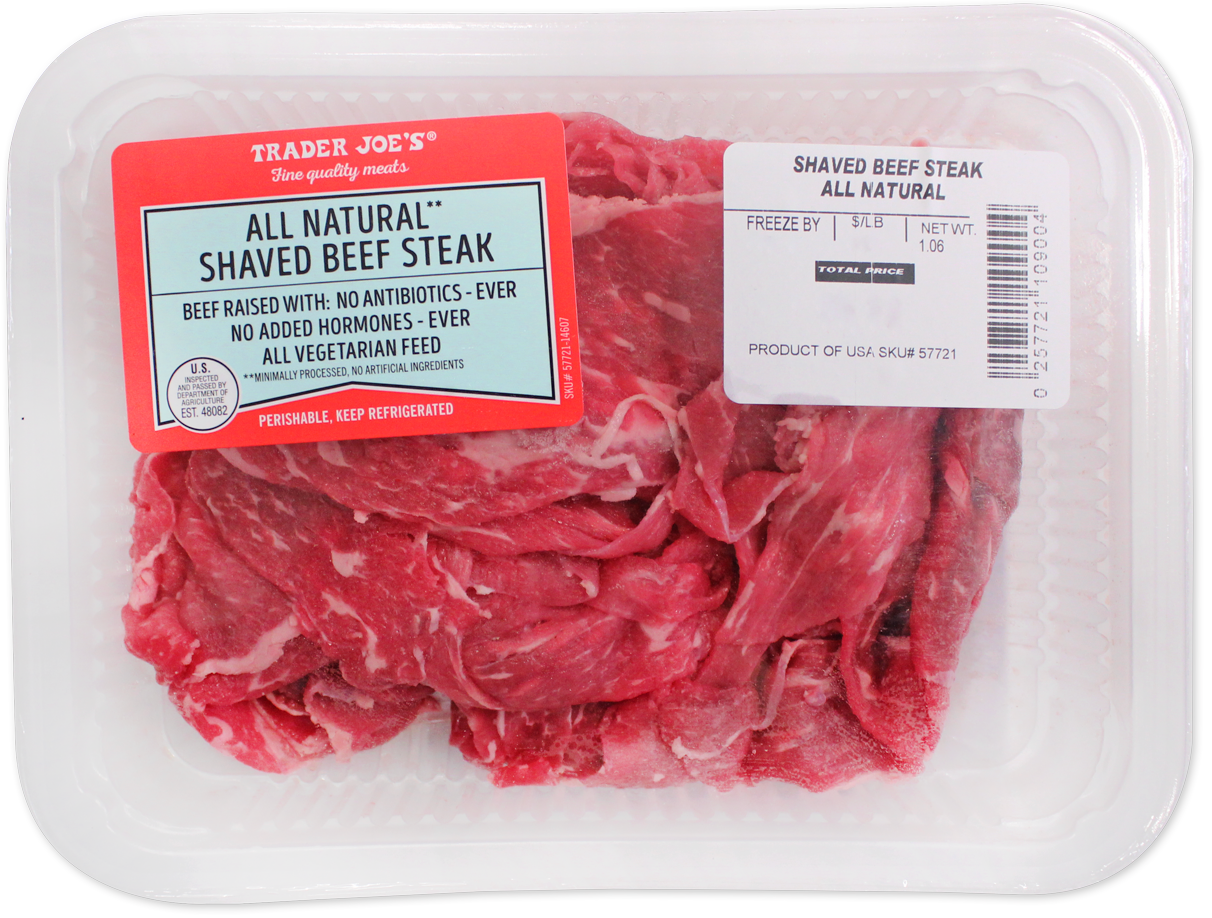 TRADER JOE'S®
Fine quality meats
ALL NATURAL**
SHAVED BEEF STEAK
BEEF RAISED WITH: NO ANTIBIOTICS - EVER
NO ADDED HORMONES - EVER
ALL VEGETARIAN FEED
**MINIMALLY PROCESSED, NO ARTIFICIAL INGREDIENTS
U.S.
INSPECTED
AND PASSED BY
DEPARTMENT OF
AGRICULTURE
EST. 48082
PERISHABLE, KEEP REFRIGERATED
SKU# 57721-14607
SHAVED BEEF STEAK
ALL NATURAL
FREEZE BY $/LB NET WT.
1.06
TOTAL PRICE
PRODUCT OF USA SKU# 57721
0 257721 109004